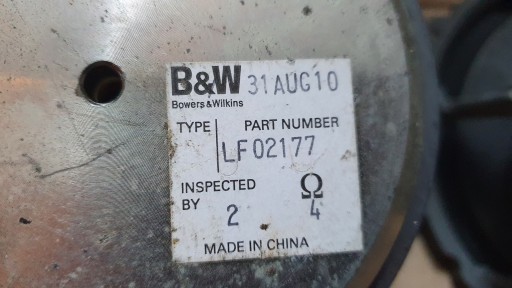 B&W 31AUG10
Bowers & Wilkins
TYPE PART NUMBER
LF02177
INSPECTED Ω
BY 2 4
MADE IN CHINA